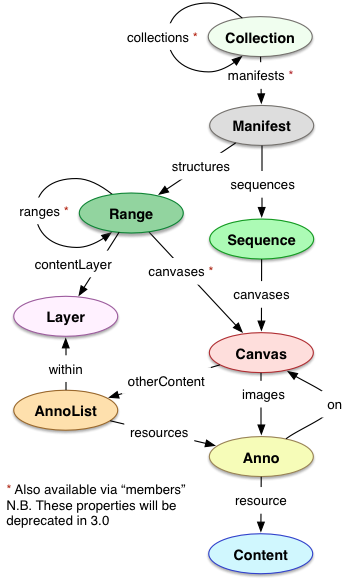 collections *
Collection
manifests *
Manifest
structures
sequences
ranges *
Range
Sequence
contentLayer
canvases *
canvases
Layer
Canvas
within
otherContent
images
on
AnnoList
resources
Anno
resource
* Also available via “members”
N.B. These properties will be
deprecated in 3.0
Content